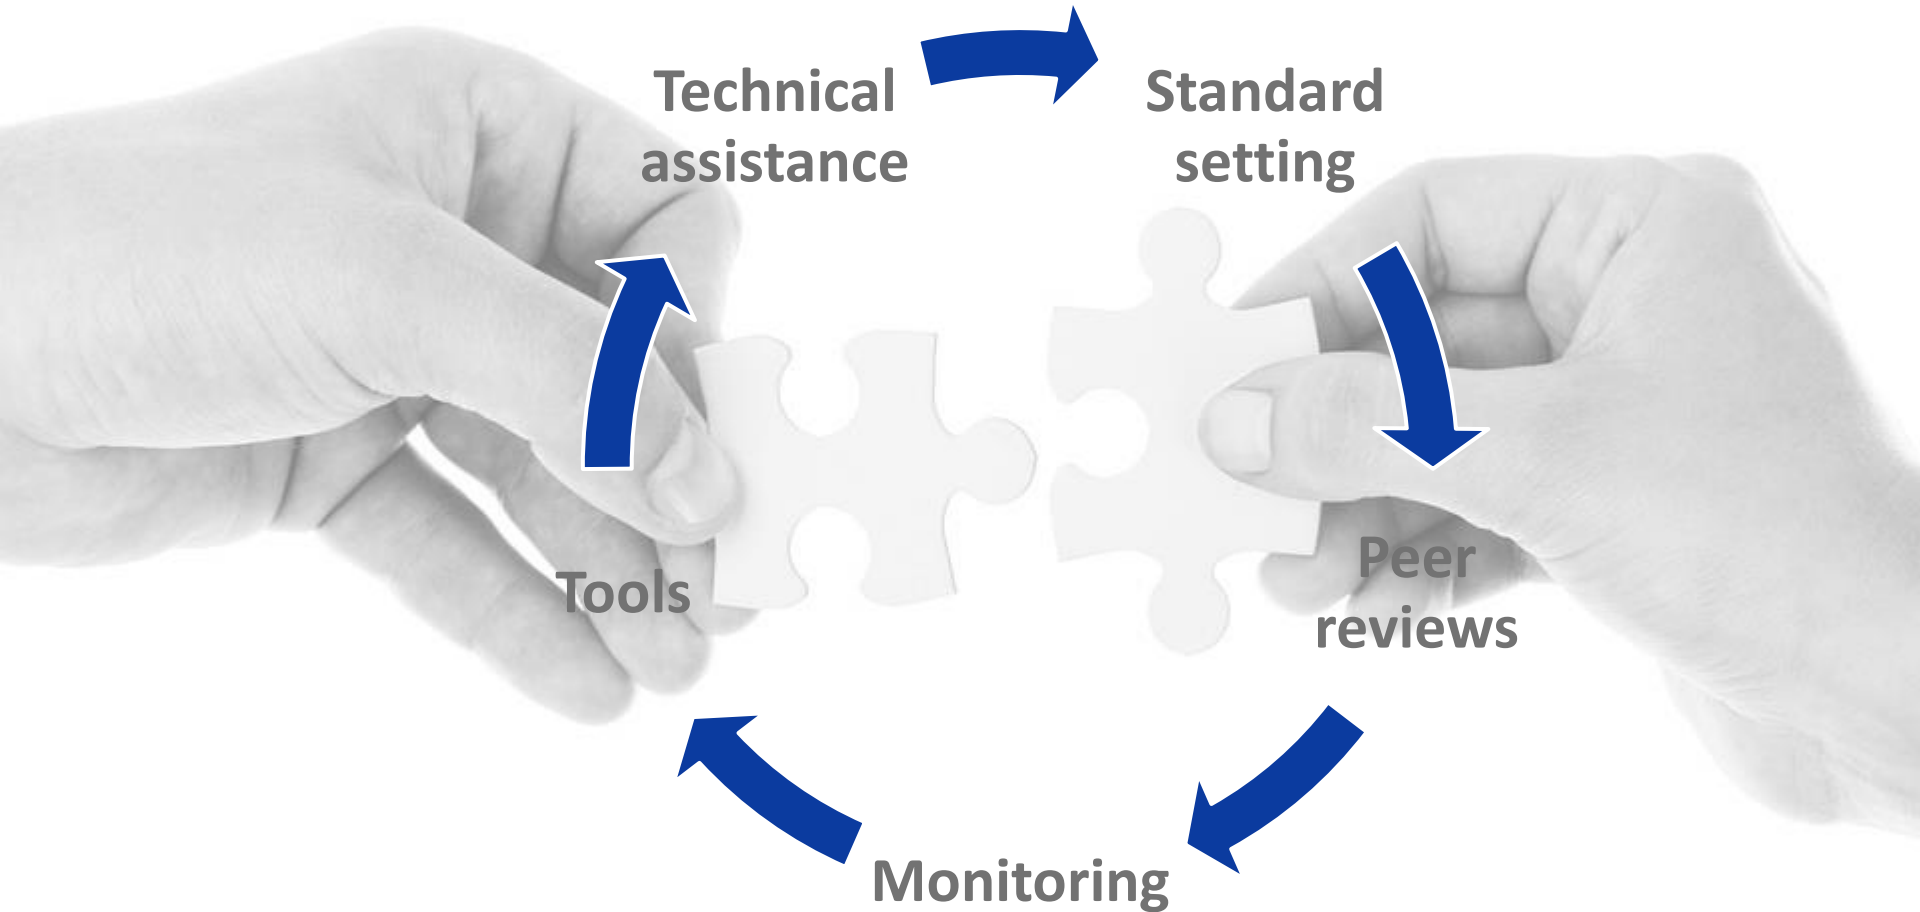 Technical
assistance
Standard
setting
Peer
reviews
Monitoring
Tools